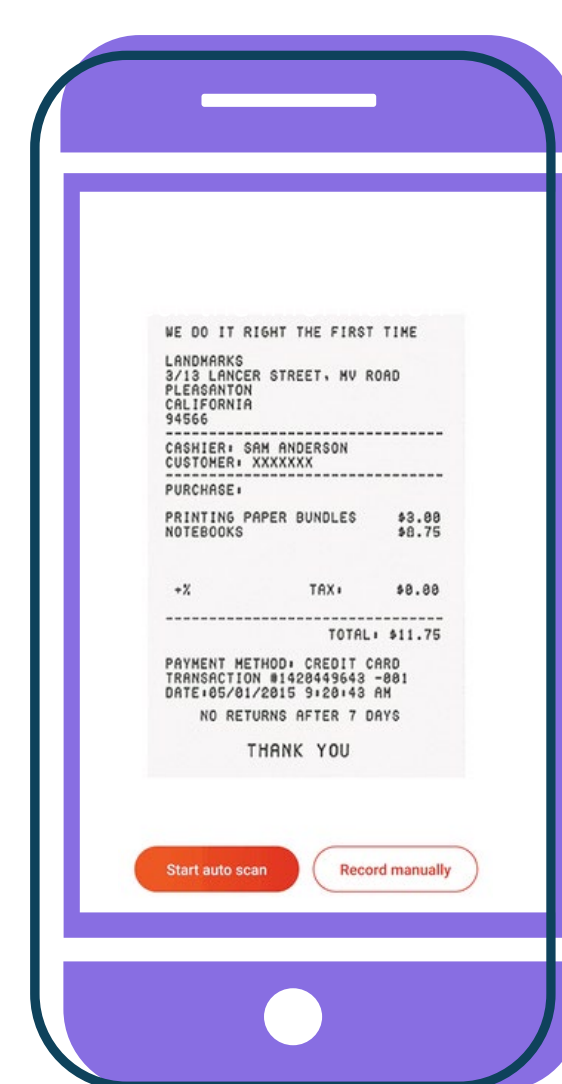 WE DO IT RIGHT THE FIRST TIME
LANDMARKS
3/13 LANCER STREET, MV ROAD
PLEASANTON
CALIFORNIA
94566
CASHIER: SAM ANDERSON
CUSTOMER: XXXXXXX
PURCHASE:
PRINTING PAPER BUNDLES $3.00
NOTEBOOKS $8.75
+% TAX: $0.00
TOTAL: $11.75
PAYMENT METHOD: CREDIT CARD
TRANSACTION #1420449643 -001
DATE:05/01/2015 9:20:43 AM
NO RETURNS AFTER 7 DAYS
THANK YOU
Start auto scan Record manually